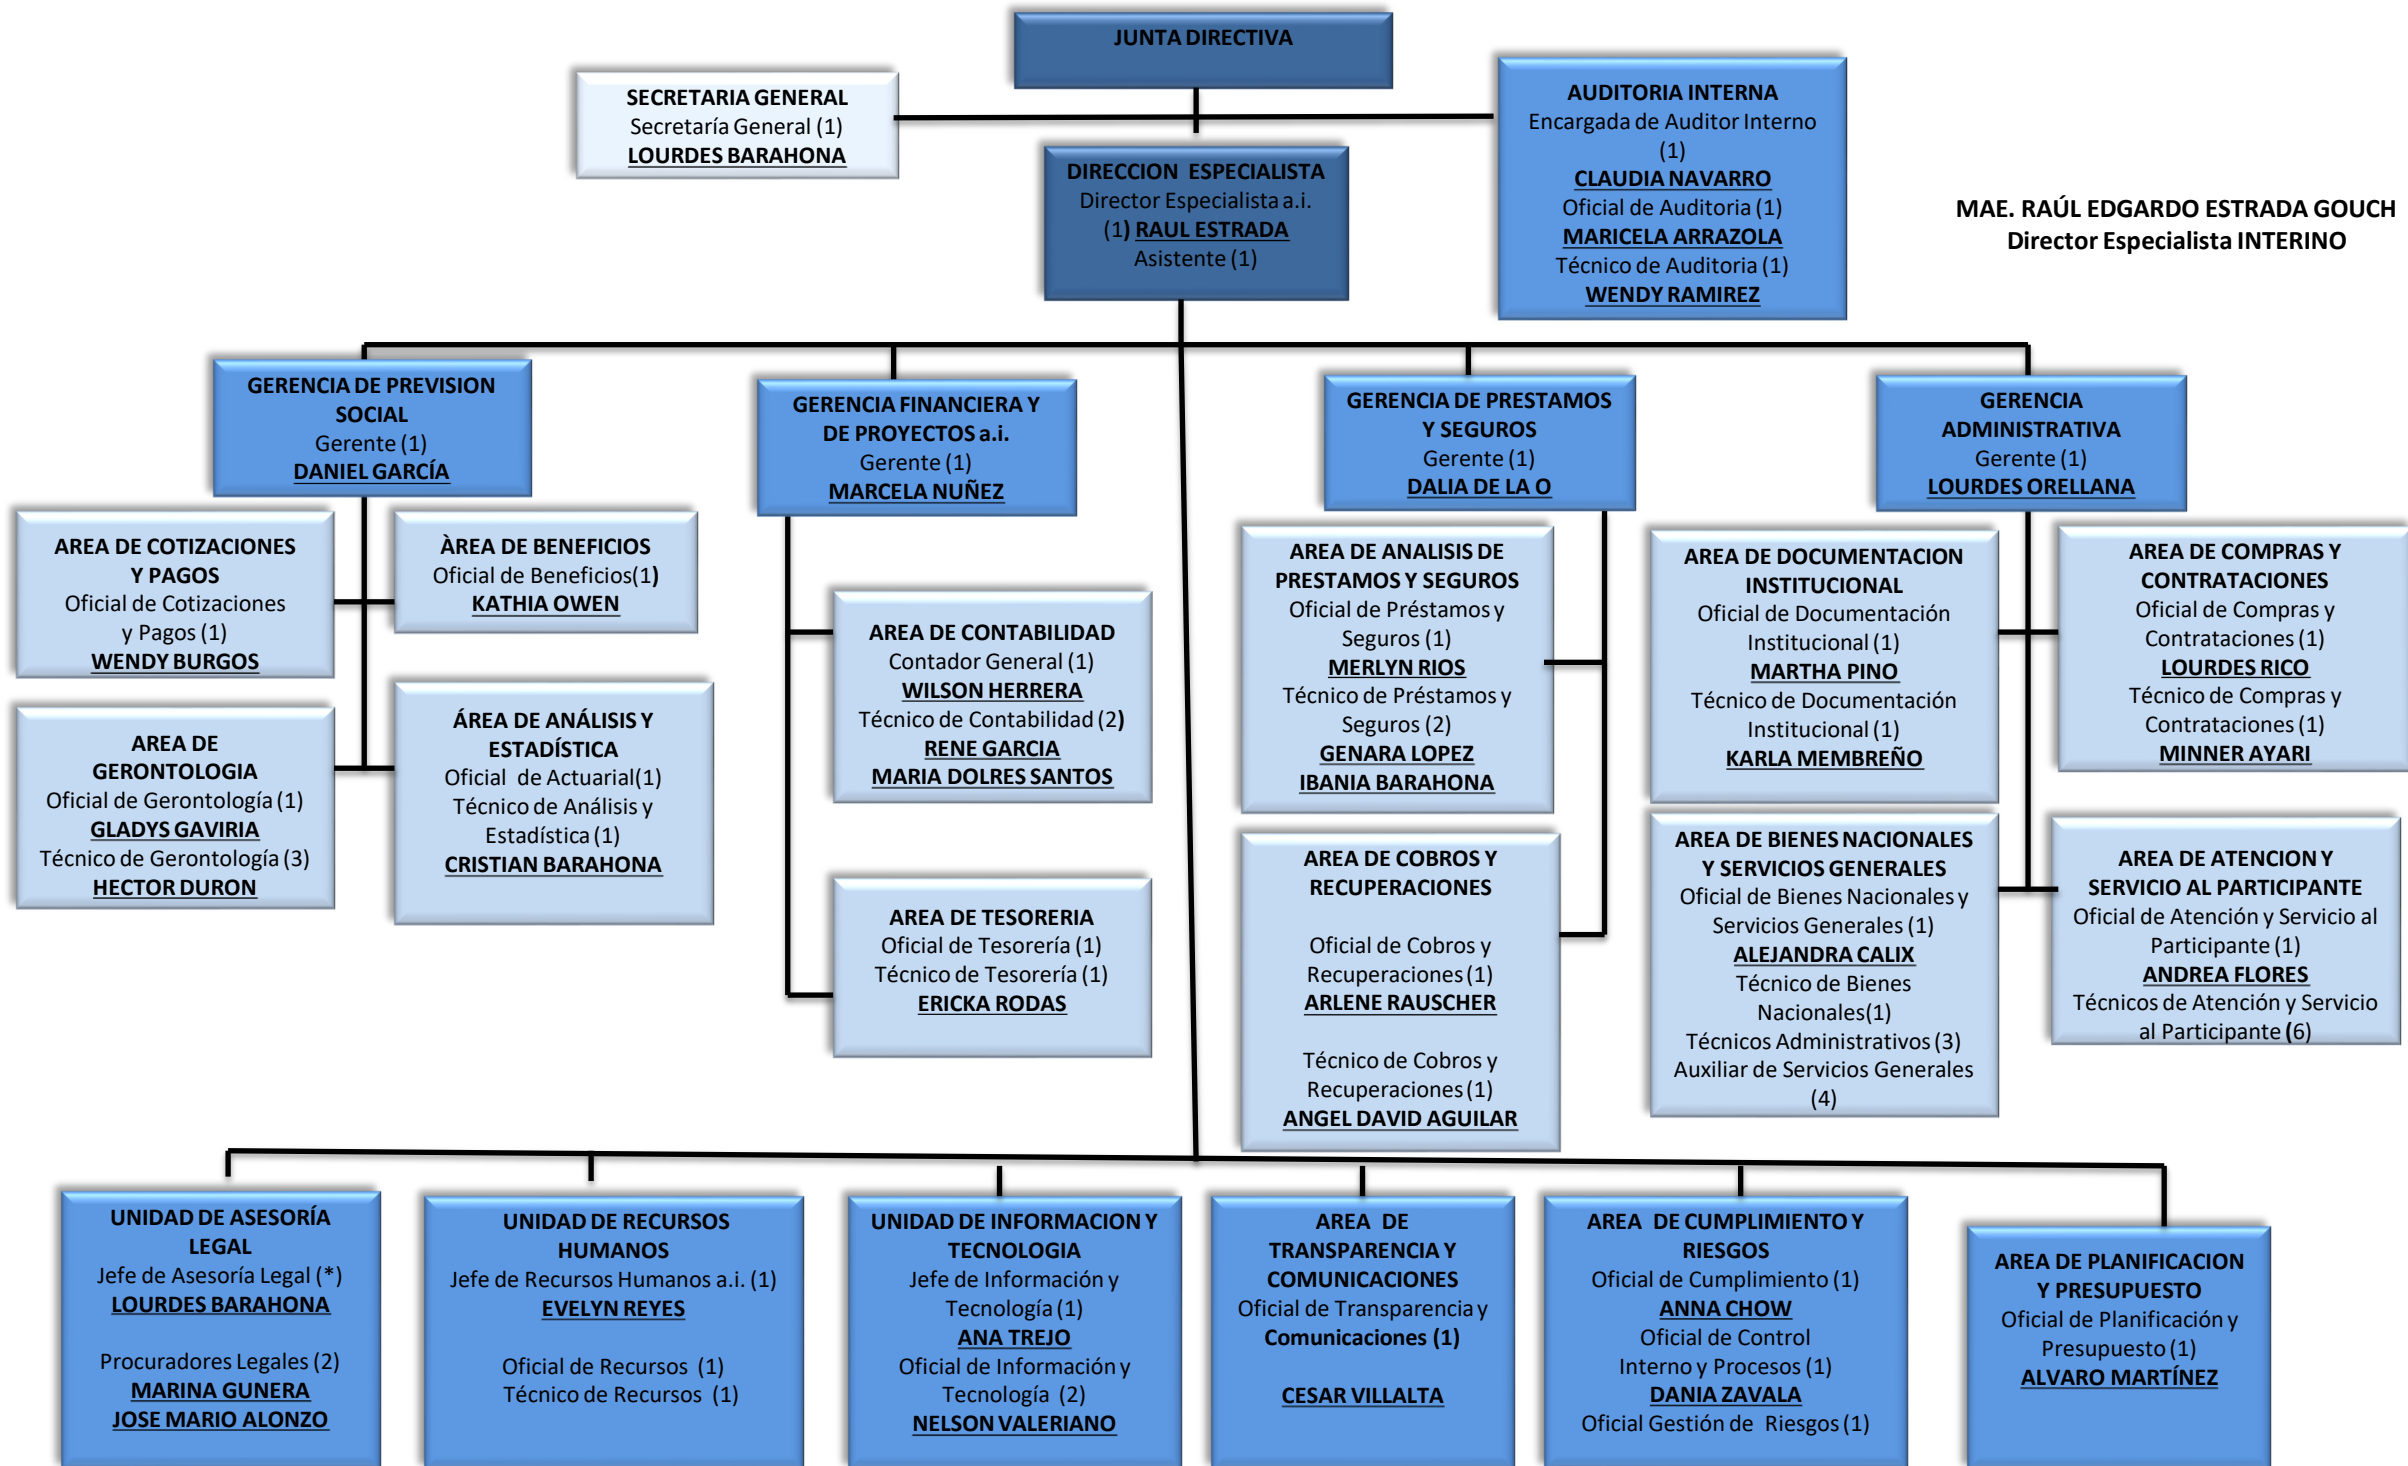 JUNTA DIRECTIVA
SECRETARIA GENERAL
Secretaría General (1)
LOURDES BARAHONA
AUDITORIA INTERNA
Encargada de Auditor Interno
(1)
CLAUDIA NAVARRO
Oficial de Auditoria (1)
MARICELA ARRAZOLA
Técnico de Auditoria (1)
WENDY RAMIREZ
DIRECCION ESPECIALISTA
Director Especialista a.i.
(1) RAUL ESTRADA
Asistente (1)
MAE. RAÚL EDGARDO ESTRADA GOUCH
Director Especialista INTERINO
GERENCIA DE PREVISION
SOCIAL
Gerente (1)
DANIEL GARCÍA
GERENCIA FINANCIERA Y
DE PROYECTOS a.i.
Gerente (1)
MARCELA NUÑEZ
GERENCIA DE PRESTAMOS
Y SEGUROS
Gerente (1)
DALIA DE LA O
GERENCIA
ADMINISTRATIVA
Gerente (1)
LOURDES ORELLANA
AREA DE COTIZACIONES
Y PAGOS
Oficial de Cotizaciones
y Pagos (1)
WENDY BURGOS
ÀREA DE BENEFICIOS
Oficial de Beneficios(1)
KATHIA OWEN
AREA DE
GERONTOLOGIA
Oficial de Gerontología (1)
GLADYS GAVIRIA
Técnico de Gerontología (3)
HECTOR DURON
ÁREA DE ANÁLISIS Y
ESTADÍSTICA
Oficial de Actuarial(1)
Técnico de Análisis y
Estadística (1)
CRISTIAN BARAHONA
AREA DE CONTABILIDAD
Contador General (1)
WILSON HERRERA
Técnico de Contabilidad (2)
RENE GARCIA
MARIA DOLRES SANTOS
AREA DE TESORERIA
Oficial de Tesorería (1)
Técnico de Tesorería (1)
ERICKA RODAS
AREA DE ANALISIS DE
PRESTAMOS Y SEGUROS
Oficial de Préstamos y
Seguros (1)
MERLYN RIOS
Técnico de Préstamos y
Seguros (2)
GENARA LOPEZ
IBANIA BARAHONA
AREA DE COBROS Y
RECUPERACIONES
Oficial de Cobros y
Recuperaciones (1)
ARLENE RAUSCHER
Técnico de Cobros y
Recuperaciones (1)
ANGEL DAVID AGUILAR
AREA DE DOCUMENTACION
INSTITUCIONAL
Oficial de Documentación
Institucional (1)
MARTHA PINO
Técnico de Documentación
Institucional (1)
KARLA MEMBREÑO
AREA DE COMPRAS Y
CONTRATACIONES
Oficial de Compras y
Contrataciones (1)
LOURDES RICO
Técnico de Compras y
Contrataciones (1)
MINNER AYARI
AREA DE BIENES NACIONALES
Y SERVICIOS GENERALES
Oficial de Bienes Nacionales y
Servicios Generales (1)
ALEJANDRA CALIX
Técnico de Bienes
Nacionales(1)
Técnicos Administrativos (3)
Auxiliar de Servicios Generales
(4)
AREA DE ATENCION Y
SERVICIO AL PARTICIPANTE
Oficial de Atención y Servicio al
Participante (1)
ANDREA FLORES
Técnicos de Atención y Servicio
al Participante (6)
UNIDAD DE ASESORÍA
LEGAL
Jefe de Asesoría Legal (*)
LOURDES BARAHONA
Procuradores Legales (2)
MARINA GUNERA
JOSE MARIO ALONZO
UNIDAD DE RECURSOS
HUMANOS
Jefe de Recursos Humanos a.i. (1)
EVELYN REYES
Oficial de Recursos (1)
Técnico de Recursos (1)
UNIDAD DE INFORMACION Y
TECNOLOGIA
Jefe de Información y
Tecnología (1)
ANA TREJO
Oficial de Información y
Tecnología (2)
NELSON VALERIANO
AREA DE
TRANSPARENCIA Y
COMUNICACIONES
Oficial de Transparencia y
Comunicaciones (1)
CESAR VILLALTA
AREA DE CUMPLIMIENTO Y
RIESGOS
Oficial de Cumplimiento (1)
ANNA CHOW
Oficial de Control
Interno y Procesos (1)
DANIA ZAVALA
Oficial Gestión de Riesgos (1)
AREA DE PLANIFICACION
Y PRESUPUESTO
Oficial de Planificación y
Presupuesto (1)
ALVARO MARTÍNEZ